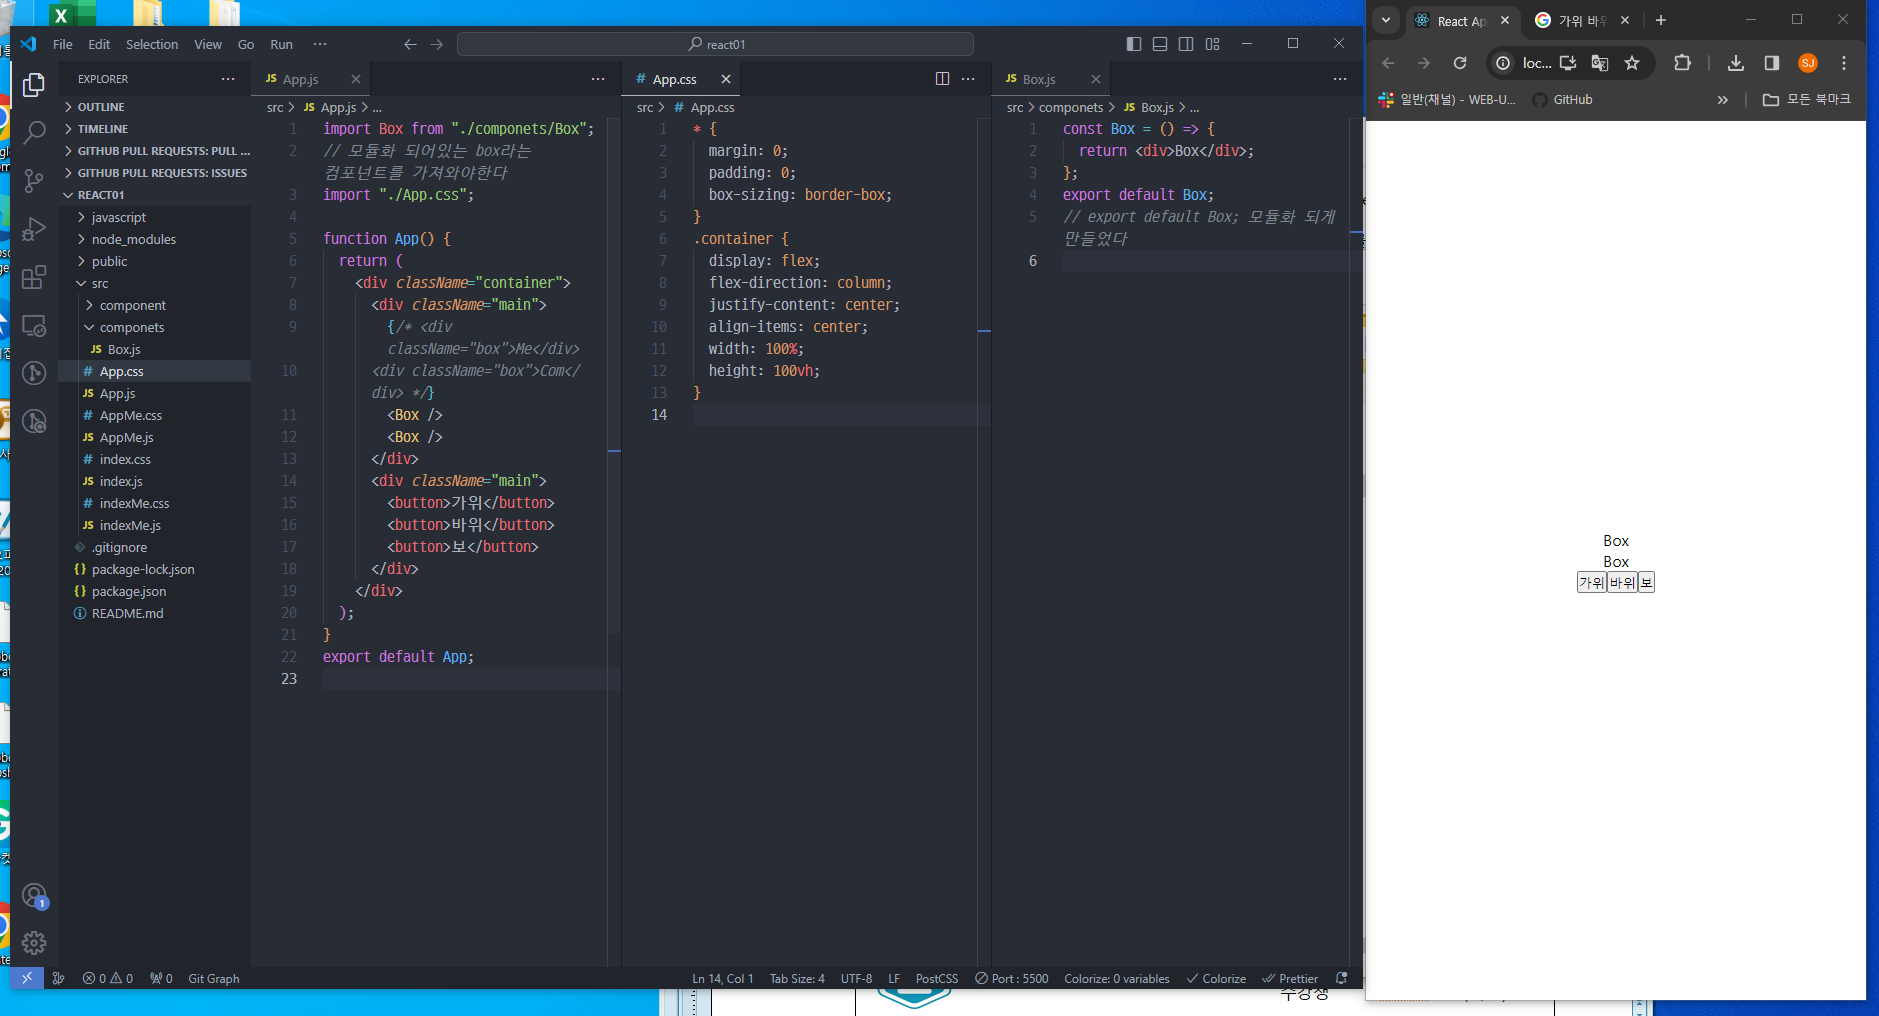 File Edit Selection View Go Run ···
react01
EXPLORER ···
OUTLINE
TIMELINE
GITHUB PULL REQUESTS: PULL ...
GITHUB PULL REQUESTS: ISSUES
REACT01
javascript
node_modules
public
src
component
componets
JS Box.js
# App.css
JS App.js
# AppMe.css
JS AppMe.js
# index.css
JS index.js
# indexMe.css
JS indexMe.js
.gitignore
{} package-lock.json
{} package.json
README.md
1
JS App.js
src > JS App.js > ...
1 import Box from "./componets/Box";
2 // 모듈화 되어있는 box라는
컴포넌트를 가져와야한다
3 import "./App.css";
4
5 function App() {
6 return (
7 <div className="container">
8 <div className="main">
9 {/* <div
className="box">Me</div>
10 <div className="box">Com</
div> */}
11 <Box />
12 <Box />
13 </div>
14 <div className="main">
15 <button>가위</button>
16 <button>바위</button>
17 <button>보</button>
18 </div>
19 </div>
20 );
21 }
22 export default App;
23
# App.css
src > # App.css
1 * {
2 margin: 0;
3 padding: 0;
4 box-sizing: border-box;
5 }
6 .container {
7 display: flex;
8 flex-direction: column;
9 justify-content: center;
10 align-items: center;
11 width: 100%;
12 height: 100vh;
13 }
14
JS Box.js
src > componets > JS Box.js > ...
1 const Box = () => {
2 return <div>Box</div>;
3 };
4 export default Box;
5 // export default Box; 모듈화 되게
만들었다
6
0 0 0 Git Graph
Ln 14, Col 1 Tab Size: 4 UTF-8 LF PostCSS Port : 5500 Colorize: 0 variables Colorize Prettier
React Ap
가위 바위
loc...
SJ
일반(채널) - WEB-U... GitHub » 모든 북마크
Box
Box
가위 바위 보
수강생